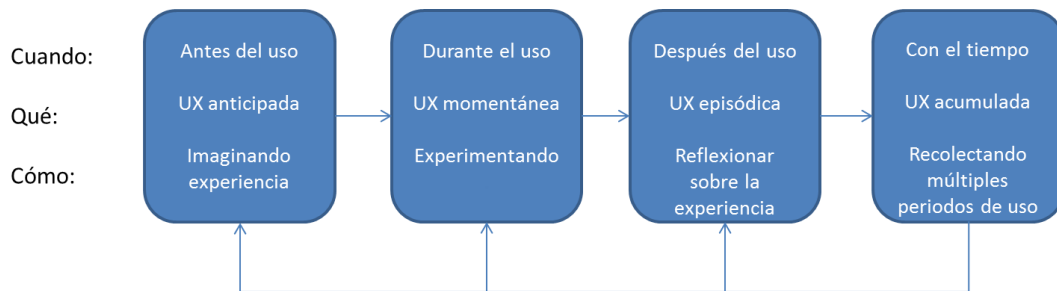 Cuando:
Antes del uso
Durante el uso
Después del uso
Con el tiempo
Qué:
UX anticipada
UX momentánea
UX episódica
UX acumulada
Cómo:
Imaginando
experiencia
Experimentando
Reflexionar
sobre la
experiencia
Recolectando
múltiples
periodos de uso